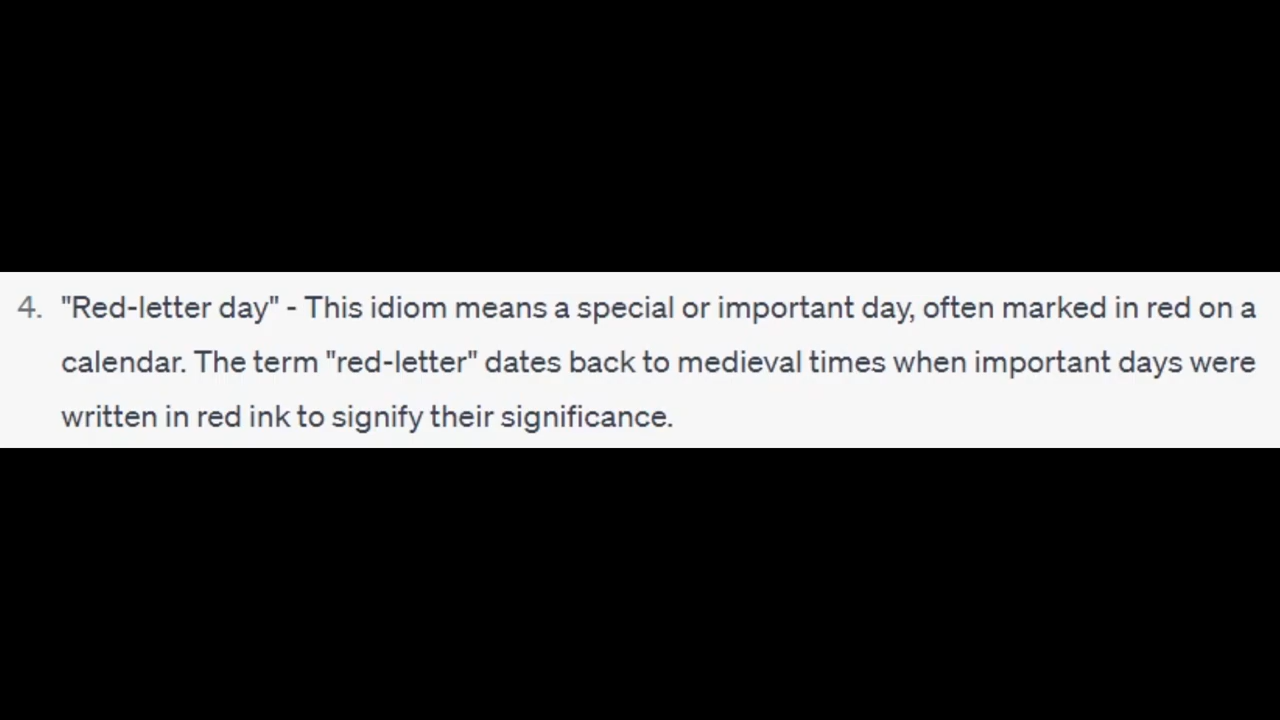 4. "Red-letter day" - This idiom means a special or important day, often marked in red on a
calendar. The term "red-letter" dates back to medieval times when important days were
written in red ink to signify their significance.